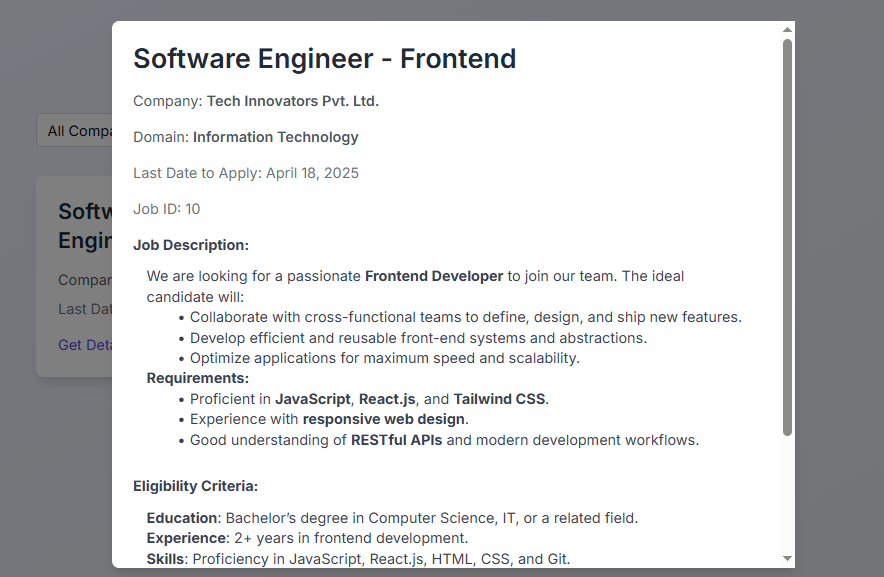 Software Engineer - Frontend
Company: Tech Innovators Pvt. Ltd.
Domain: Information Technology
All Compa
Last Date to Apply: April 18, 2025
Softw
Engin
Job ID: 10
Job Description:
Compan
We are looking for a passionate Frontend Developer to join our team. The ideal
candidate will:
Last Dat
• Collaborate with cross-functional teams to define, design, and ship new features.
• Develop efficient and reusable front-end systems and abstractions.
Get Deta
• Optimize applications for maximum speed and scalability.
Requirements:
• Proficient in JavaScript, React.js, and Tailwind CSS.
• Experience with responsive web design.
• Good understanding of RESTful APIs and modern development workflows.
Eligibility Criteria:
Education: Bachelor’s degree in Computer Science, IT, or a related field.
Experience: 2+ years in frontend development.
Skills: Proficiency in JavaScript, React.js, HTML, CSS, and Git.